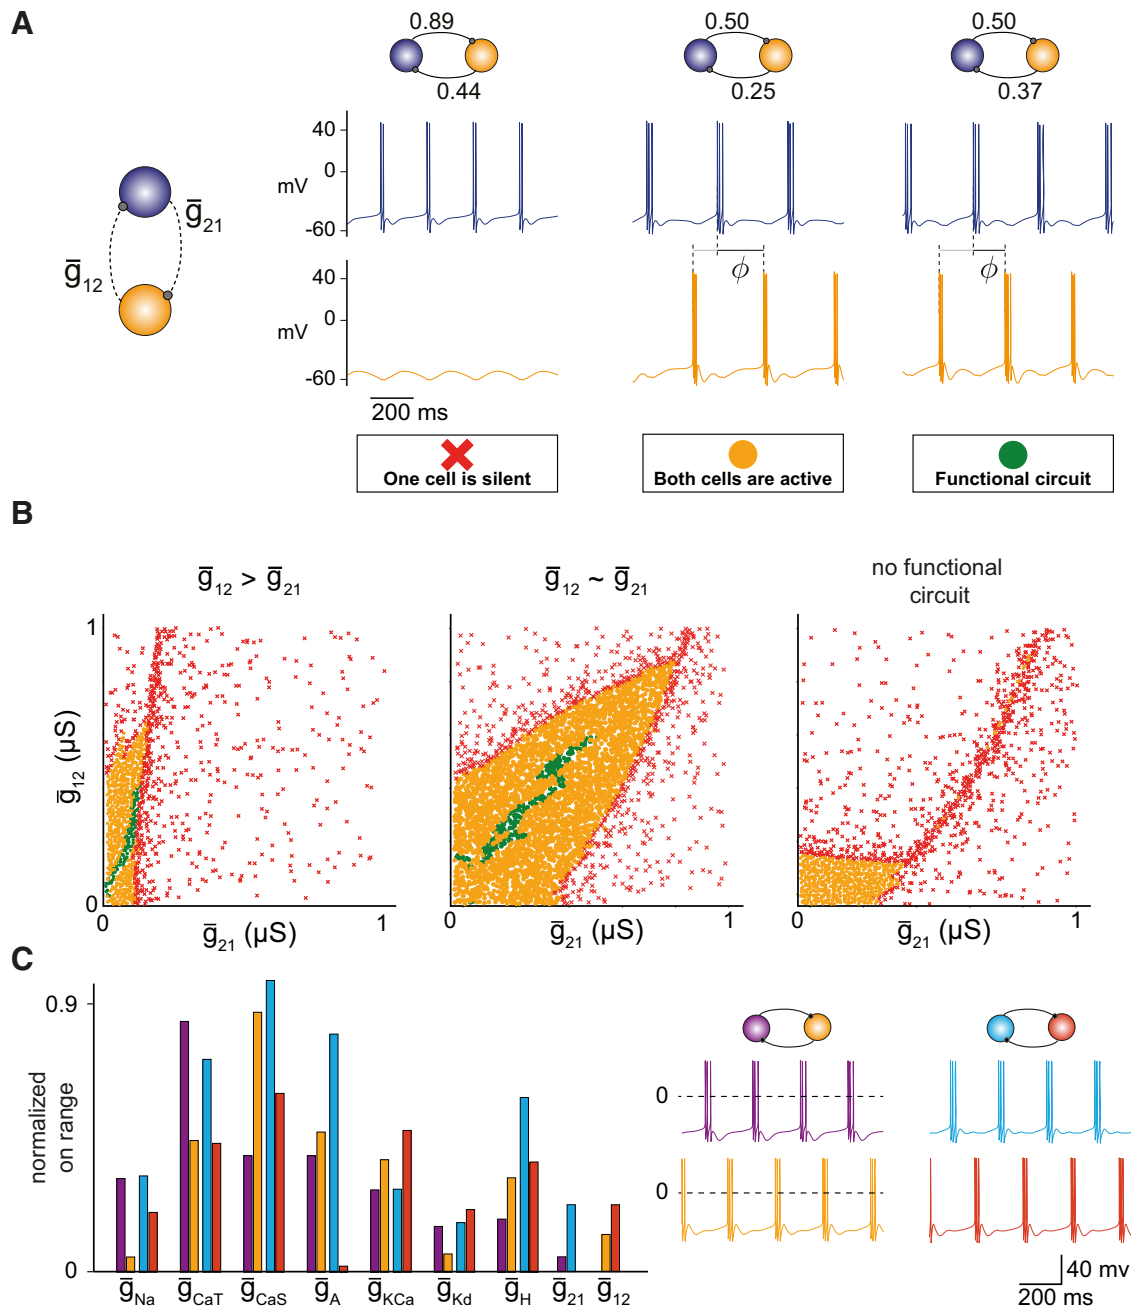 A
0.89
0.50
0.50
0.44
0.25
0.37
40
0
mV
-60
ḡ21
ḡ12
ϕ
ϕ
40
0
mV
-60
200 ms
One cell is silent
Both cells are active
Functional circuit
B
ḡ12 > ḡ21
ḡ12 ~ ḡ21
no functional
circuit
1
ḡ12 (µS)
0
0
1
0
1
0
1
ḡ21 (µS)
ḡ21 (µS)
ḡ21 (µS)
C
0.9
normalized
on range
0
ḡNa
ḡCaT
ḡCaS
ḡA
ḡKCa
ḡKd
ḡH
ḡ21
ḡ12
0
0
40 mv
200 ms